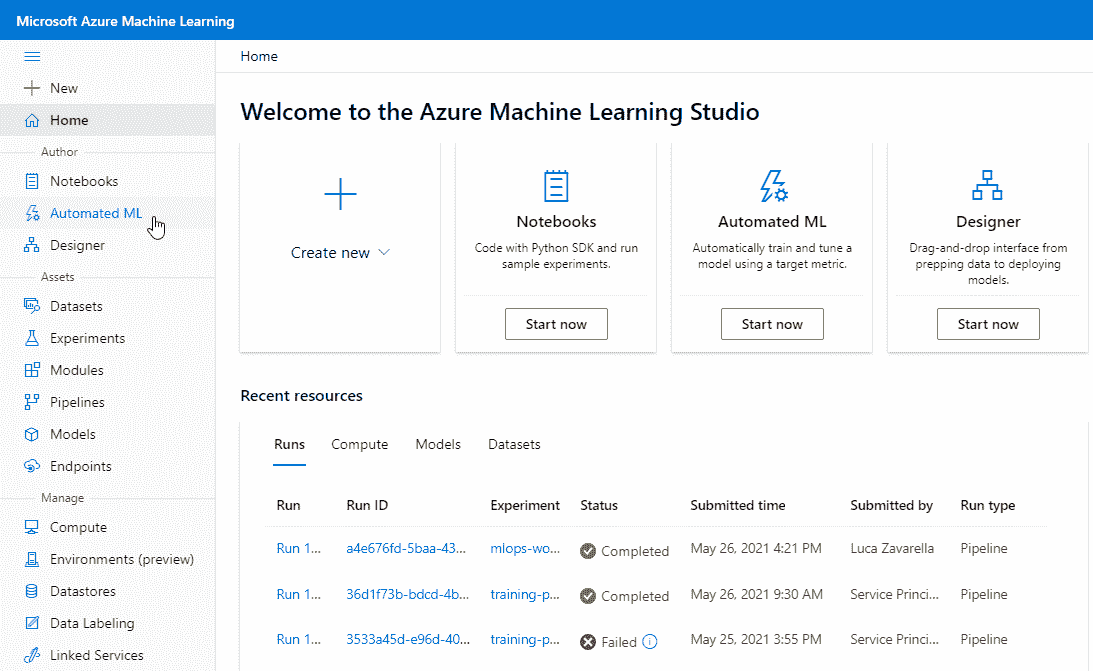 Microsoft Azure Machine Learning
New
Home
Author
Notebooks
Automated ML
Designer
Assets
Datasets
Experiments
Modules
Pipelines
Models
Endpoints
Manage
Compute
Environments (preview)
Datastores
Data Labeling
Linked Services
Home
Welcome to the Azure Machine Learning Studio
Create new
Notebooks
Code with Python SDK and run
sample experiments.
Start now
Automated ML
Automatically train and tune a
model using a target metric.
Start now
Designer
Drag-and-drop interface from
prepping data to deploying
models.
Start now
Recent resources
Runs Compute Models Datasets
Run Run ID Experiment Status Submitted time Submitted by Run type
Run 1... a4e676fd-5baa-43... mlops-wo... Completed May 26, 2021 4:21 PM Luca Zavarella Pipeline
Run 1... 36d1f73b-bdcd-4b... training-p... Completed May 26, 2021 9:30 AM Service Princi... Pipeline
Run 1... 3533a45d-e96d-40... training-p... Failed May 25, 2021 3:55 PM Service Princi... Pipeline